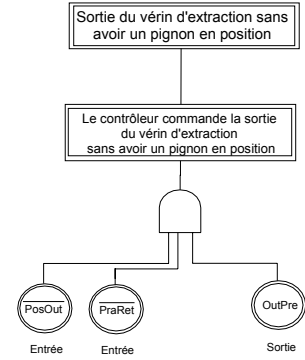 Sortie du vérin d'extraction sans
avoir un pignon en position
Le contrôleur commande la sortie
du vérin d'extraction
sans avoir un pignon en position
PosOut
PraRet
OutPre
Entrée
Entrée
Sortie